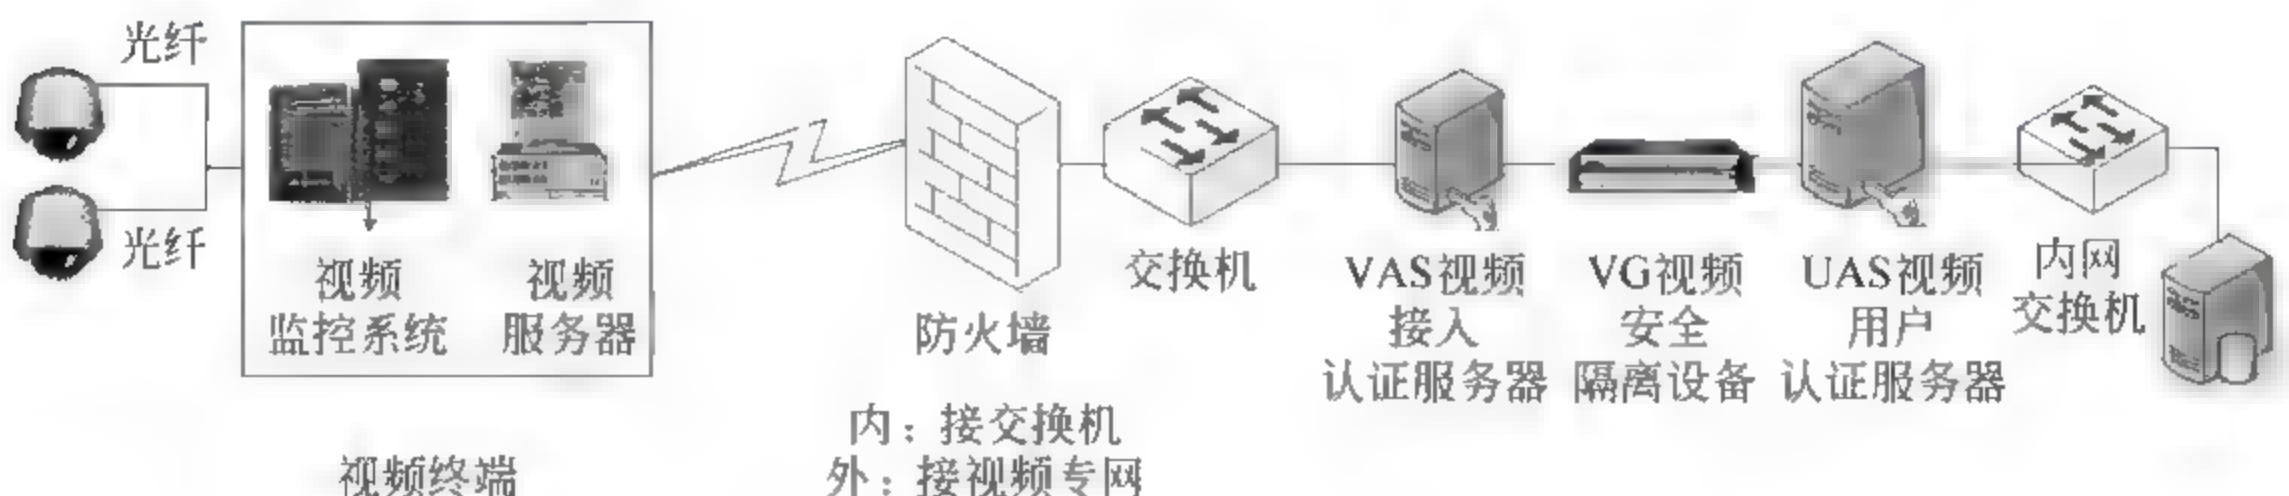 光纤
光纤
视频
监控系统
视频
服务器
视频终端
防火墙
内：接交换机
外：接视频专网
交换机
VAS视频
接入
认证服务器
VG视频
安全
隔离设备
UAS视频
用户
认证服务器
内网
交换机